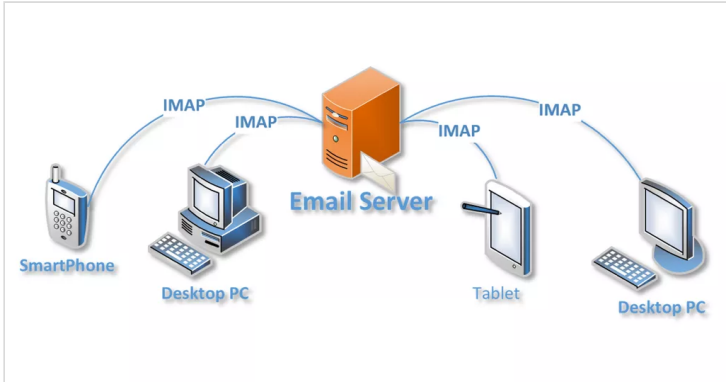 IMAP
IMAP
IMAP
IMAP
Email Server
SmartPhone
Desktop PC
Tablet
Desktop PC